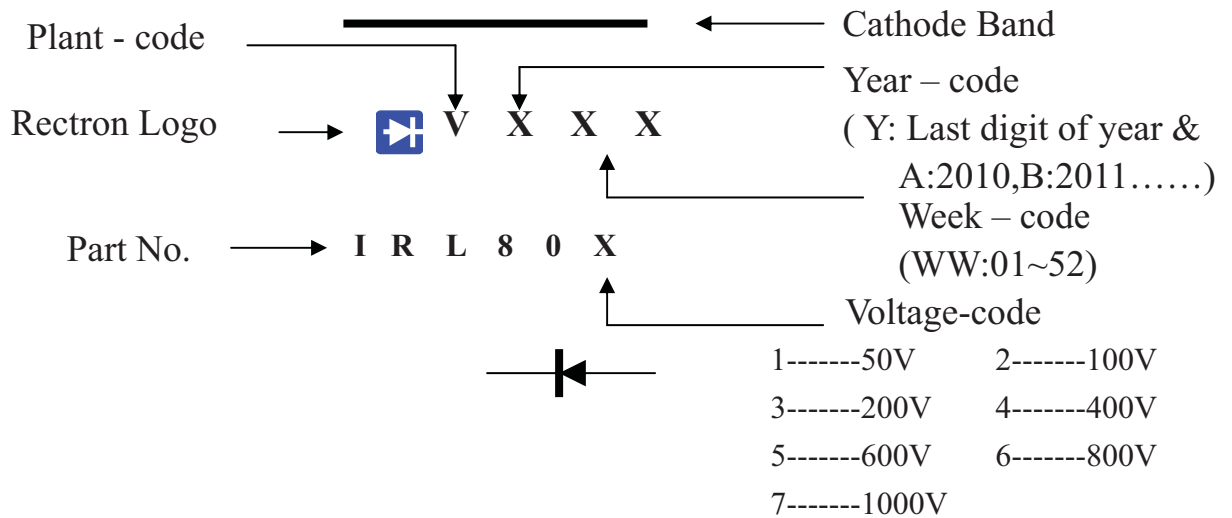 Plant - code
Cathode Band
Year – code
Rectron Logo
V X X X
( Y: Last digit of year &
A:2010,B:2011……)
Week – code
Part No.
I R L 8 0 X
(WW:01~52)
Voltage-code
1-------50V 2-------100V
3-------200V 4-------400V
5-------600V 6-------800V
7-------1000V